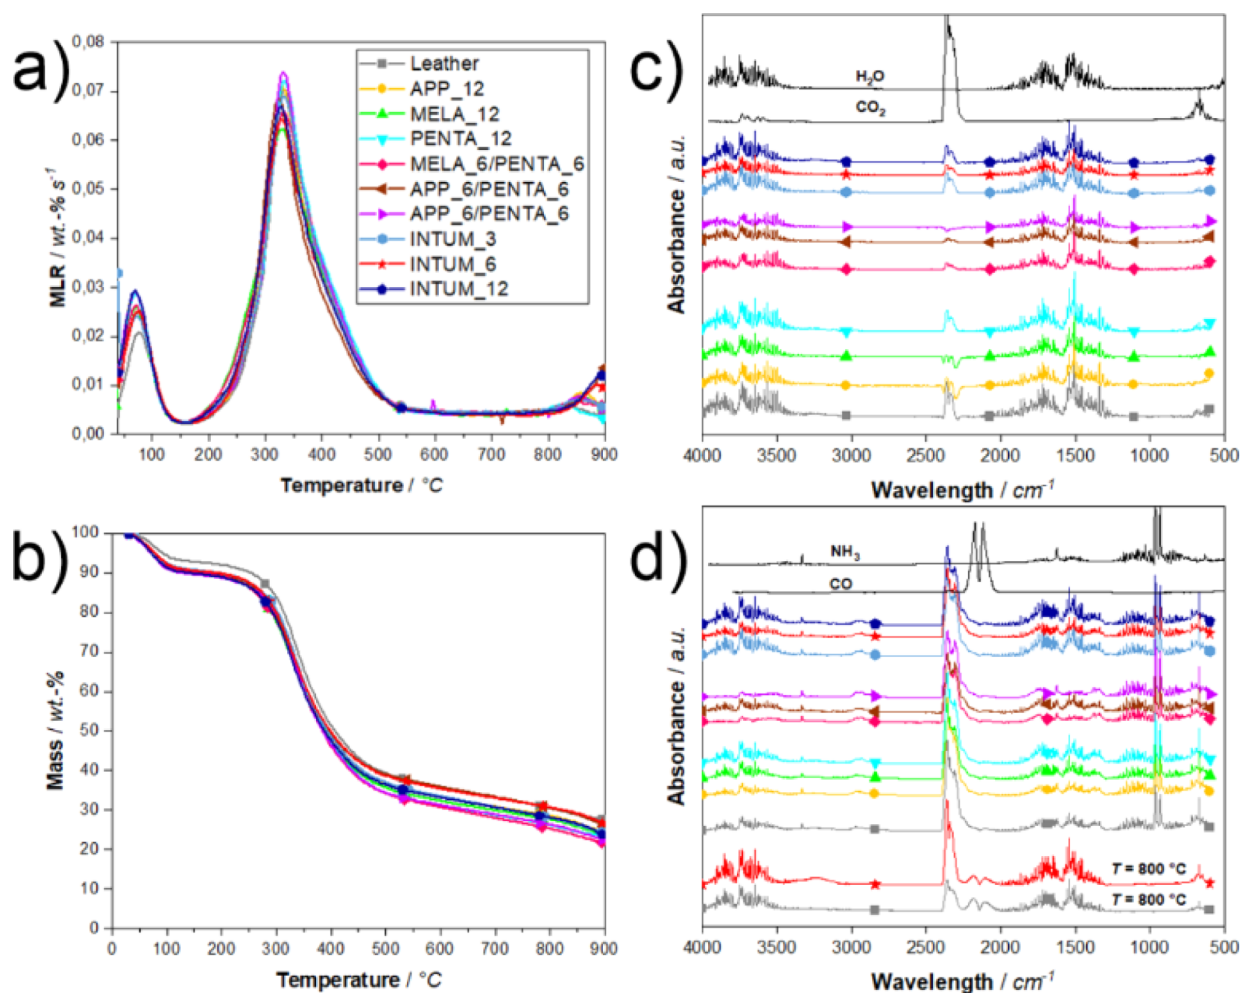 a)
0,08
0,07
0,06
0,05
0,04
0,03
0,02
0,01
0,00
MLR / wt.-% s-1
Leather
APP_12
MELA_12
PENTA_12
MELA_6/PENTA_6
APP_6/PENTA_6
APP_6/PENTA_6
INTUM_3
INTUM_6
INTUM_12
100 200 300 400 500 600 700 800 900
Temperature / °C
c)
H2O
CO2
Absorbance / a.u.
4000 3500 3000 2500 2000 1500 1000 500
Wavelength / cm-1
b)
100
90
80
70
60
50
40
30
20
10
0
Mass / wt.-%
0 100 200 300 400 500 600 700 800 900
Temperature / °C
d)
NH3
CO
Absorbance / a.u.
T = 800 °C
T = 800 °C
4000 3500 3000 2500 2000 1500 1000 500
Wavelength / cm-1